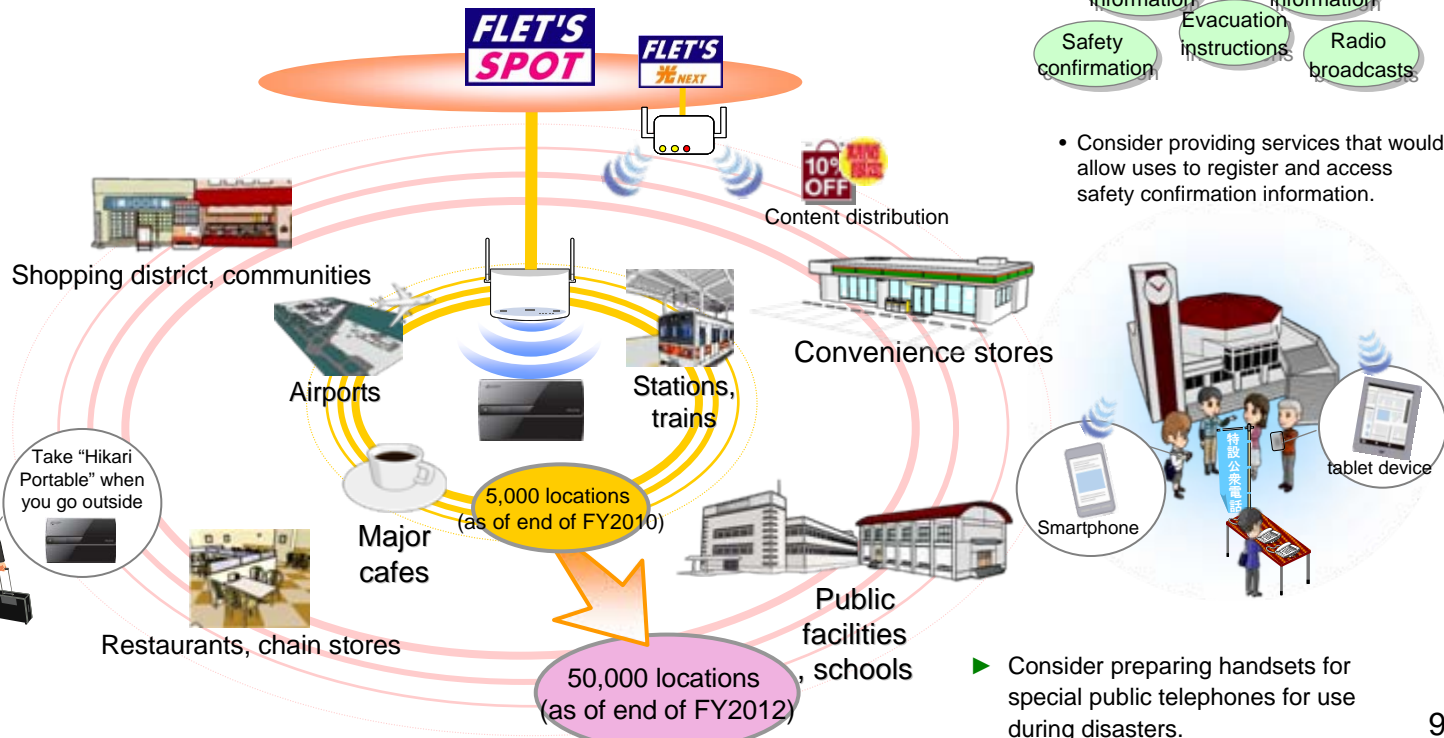 FLET'S
SPOT
FLET'S
光 NEXT
information
information
Evacuation
instructions
Safety
confirmation
Radio
broadcasts
• Consider providing services that would
allow uses to register and access
safety confirmation information.
10%
OFF
Content distribution
Shopping district, communities
Airports
Stations,
trains
Convenience stores
Take “Hikari
Portable” when
you go outside
Major
cafes
5,000 locations
(as of end of FY2010)
Restaurants, chain stores
50,000 locations
(as of end of FY2012)
Public
facilities
, schools
特設公衆電話
Smartphone
tablet device
► Consider preparing handsets for
special public telephones for use
during disasters.
9